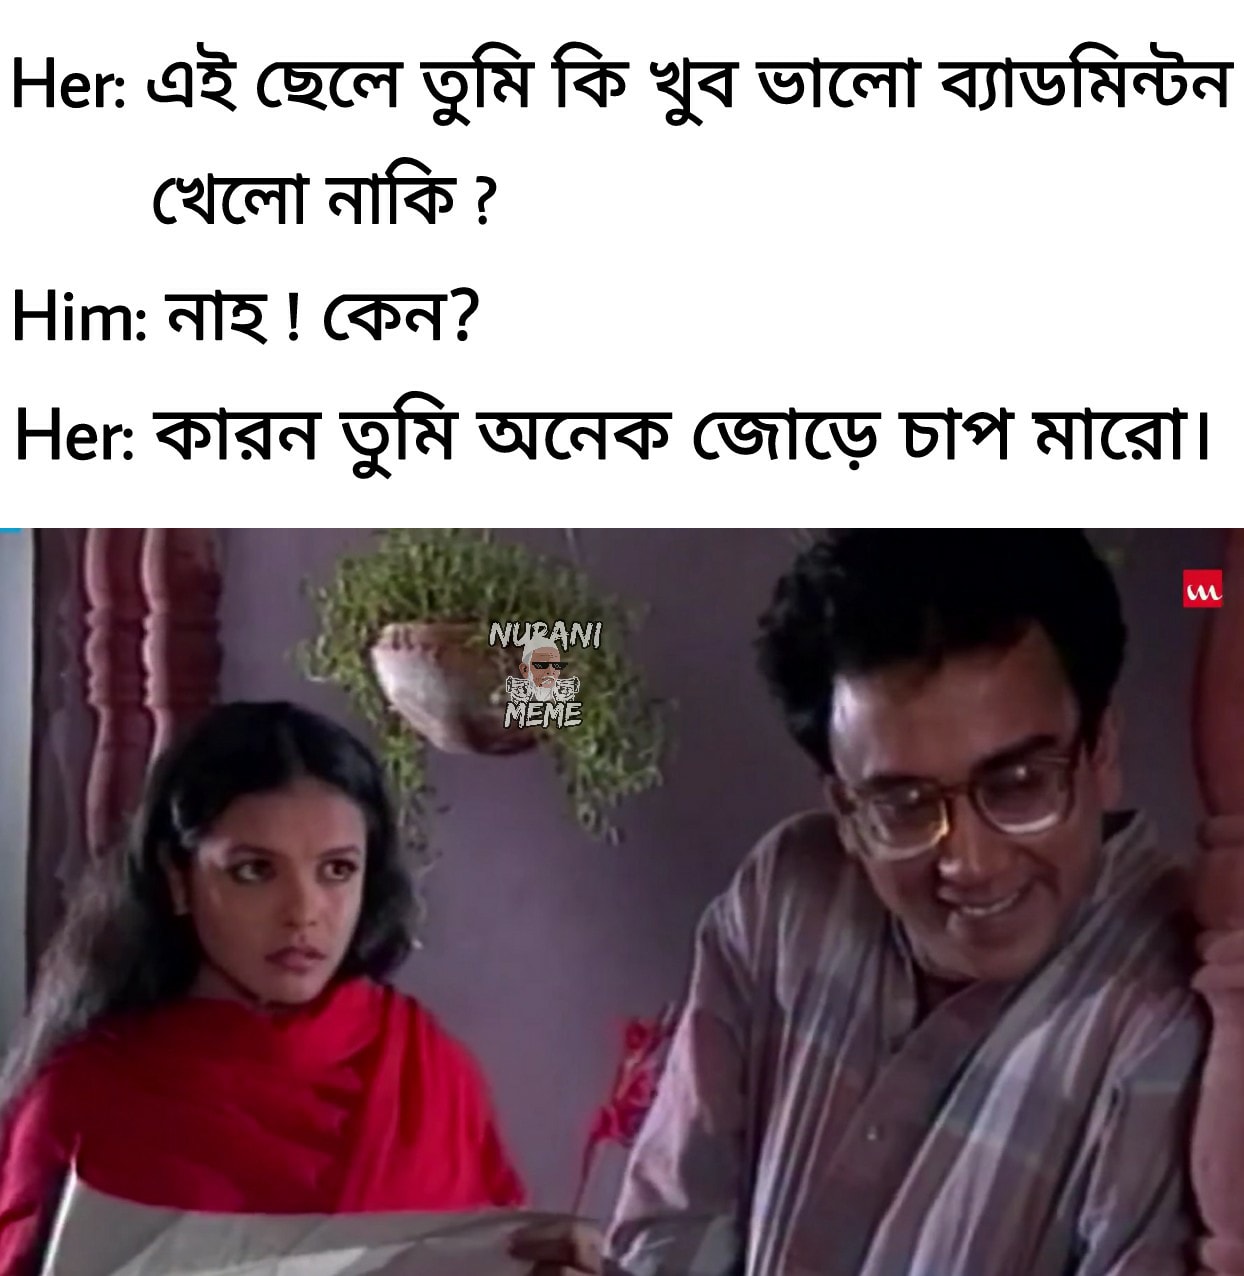 Her: এই ছেলে তুমি কি খুব ভালো ব্যাডমিন্টন
খেলো নাকি ?
Him: নাহ ! কেন?
Her: কারন তুমি অনেক জোড়ে চাপ মারো।
NURANI
MEME